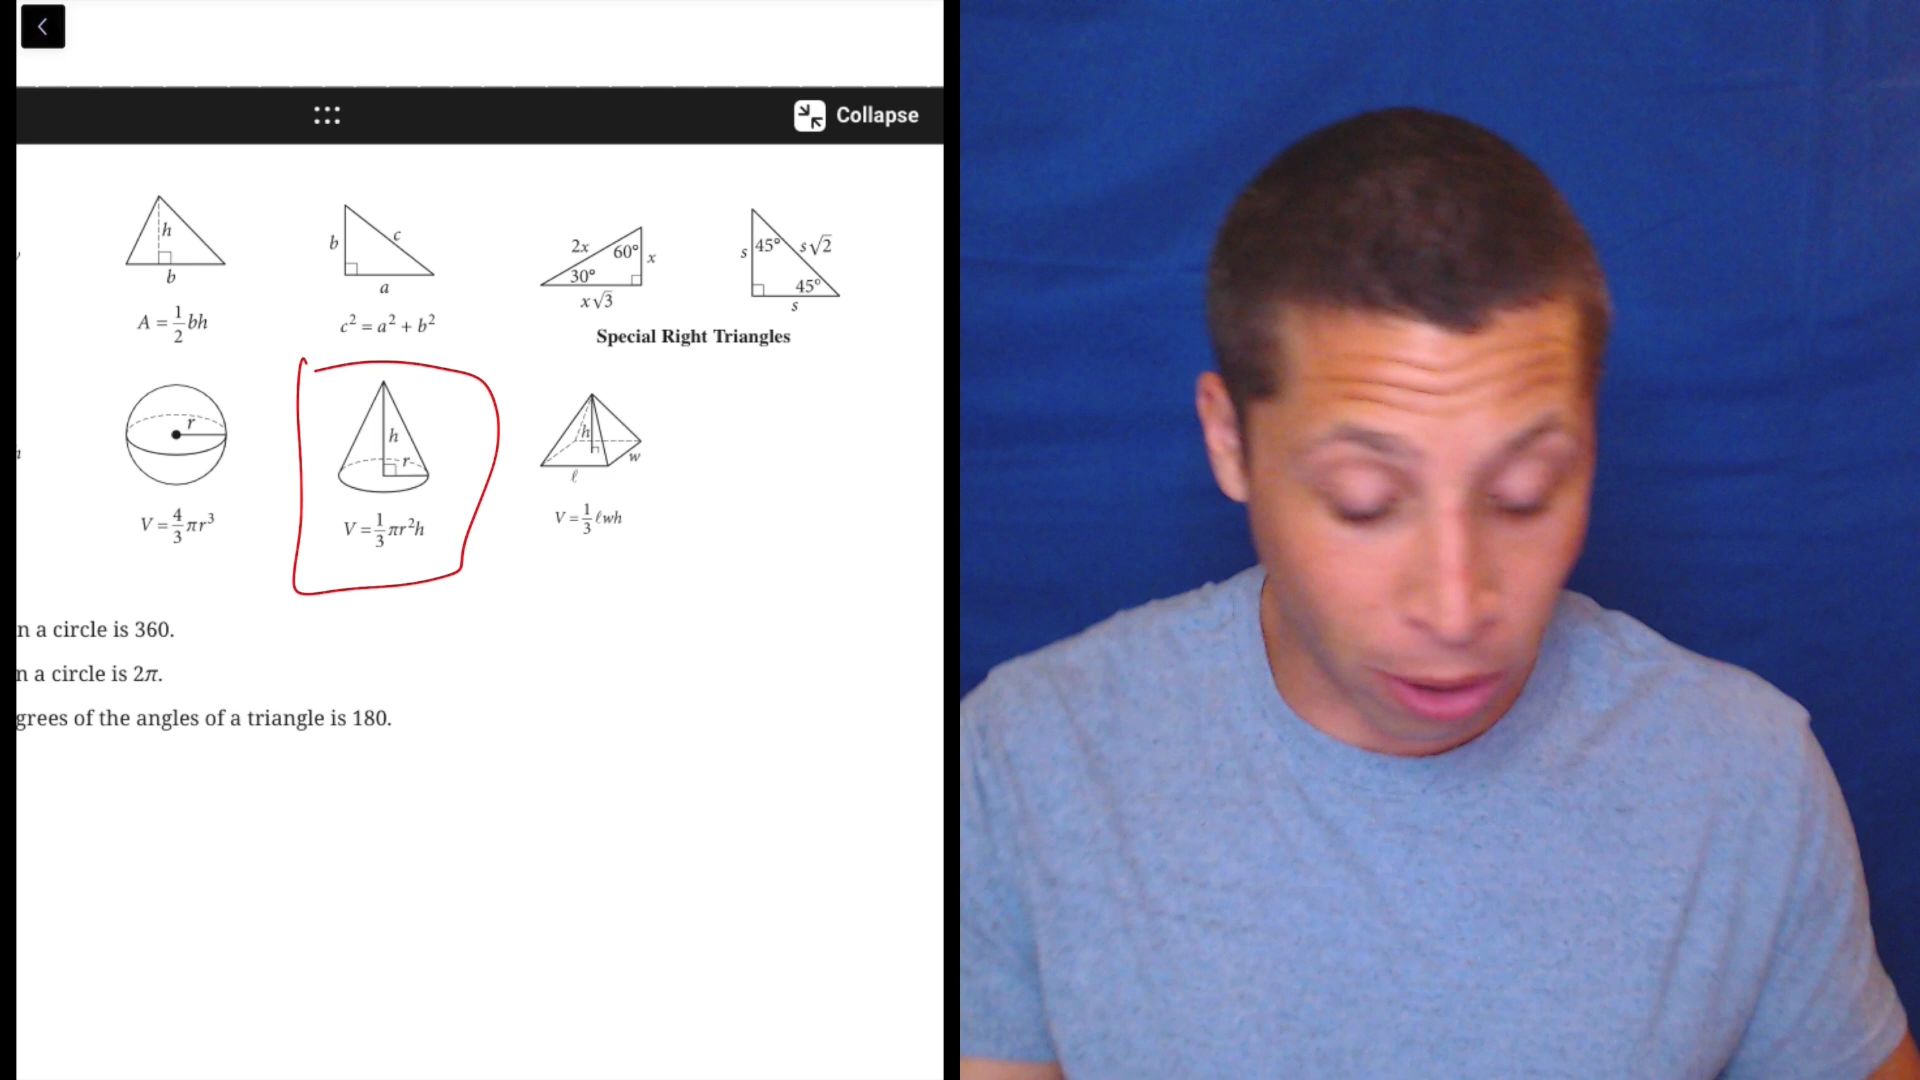 Collapse
h
b
b
c
a
2x
60°
x
30°
x√3
s
45°
s√2
45°
s
A = 1/2 bh
c² = a² + b²
Special Right Triangles
r
h
r
h
w
ℓ
V = 4/3 πr³
V = 1/3 πr²h
V = 1/3 ℓwh
n a circle is 360.
n a circle is 2π.
grees of the angles of a triangle is 180.